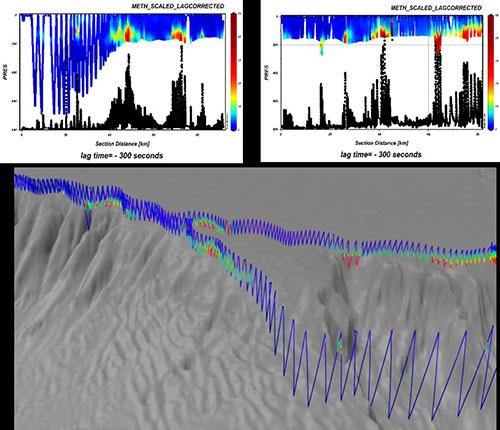 METH_SCALED_LAGCORRECTED
PRES
Section Distance [km]
lag time= - 300 seconds
METH_SCALED_LAGCORRECTED
PRES
Section Distance [km]
lag time= - 300 seconds